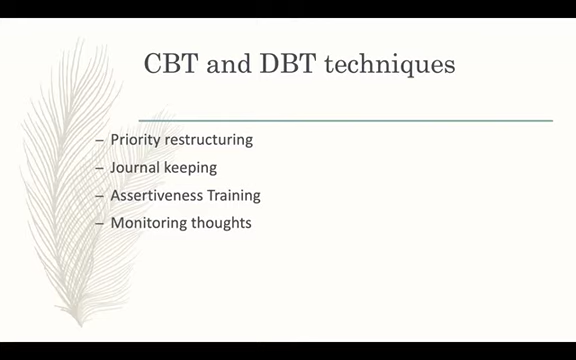 CBT and DBT techniques
– Priority restructuring
– Journal keeping
– Assertiveness Training
– Monitoring thoughts